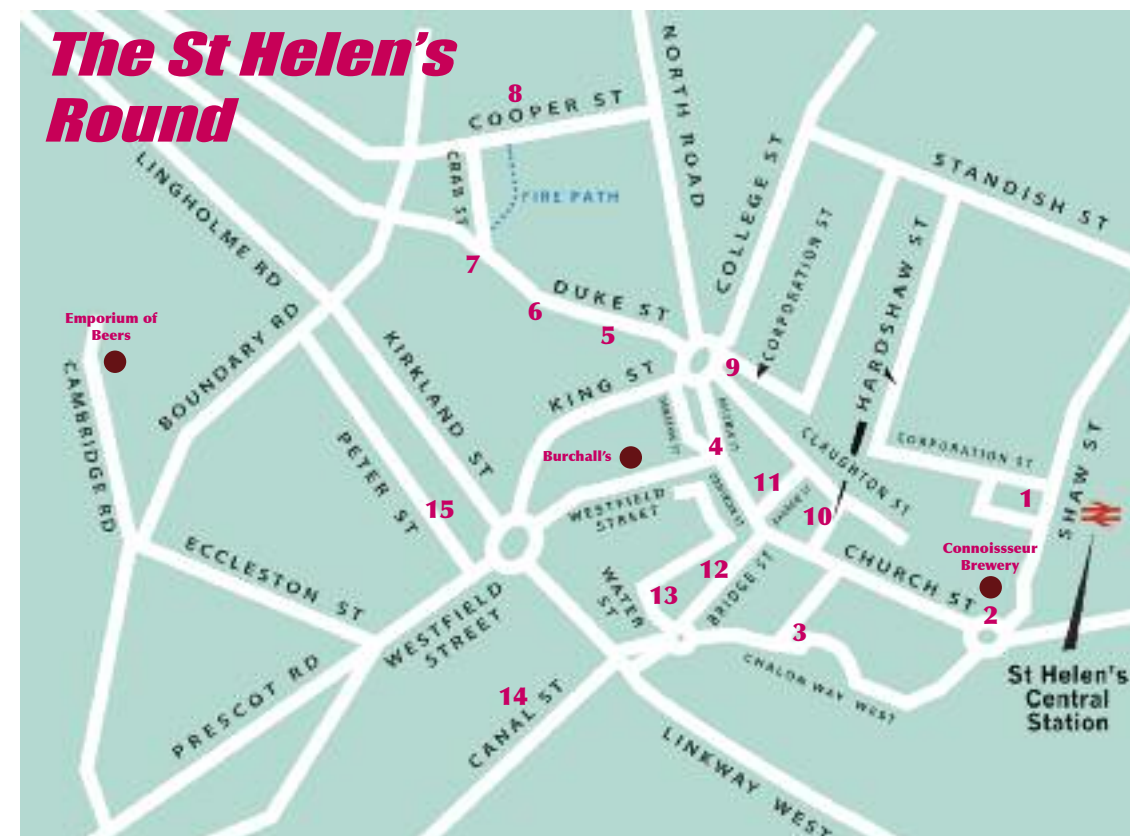 The St Helen's
Round
8
COOPER ST
NORTH ROAD
CRAB ST
FIRE PATH
COLLEGE ST
STANDISH ST
LINGHOLME RD
CORPORATION ST
HARDSHAW ST
7
6
DUKE ST
5
Emporium of
Beers
BOUNDARY RD
KIRKLAND ST
KING ST
9
CAMBRIDGE RD
PETER ST
Burchall's
4
CLAUGHTON ST
CORPORATION ST
SHAW ST
11
1
10
15
WESTFIELD
STREET
ECCLESTON ST
CHURCH ST
Connoissseur
Brewery
12
BRIDGE ST
WATER
ST
13
2
3
WESTFIELD
STREET
CHALON WAY WEST
PRESCOT RD
14
CANAL ST
LINKWAY WEST
St Helen's
Central
Station